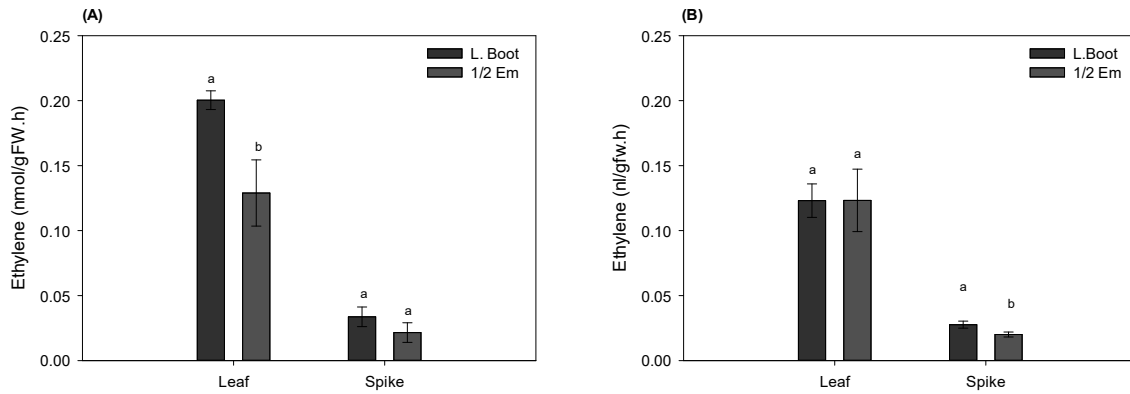 (A)
Ethylene (nmol/gFW.h)
0.25
0.20
0.15
0.10
0.05
0.00
L. Boot
1/2 Em
a
b
a
a
Leaf
Spike
(B)
Ethylene (nl/gfw.h)
0.25
0.20
0.15
0.10
0.05
0.00
L.Boot
1/2 Em
a
a
a
b
Leaf
Spike